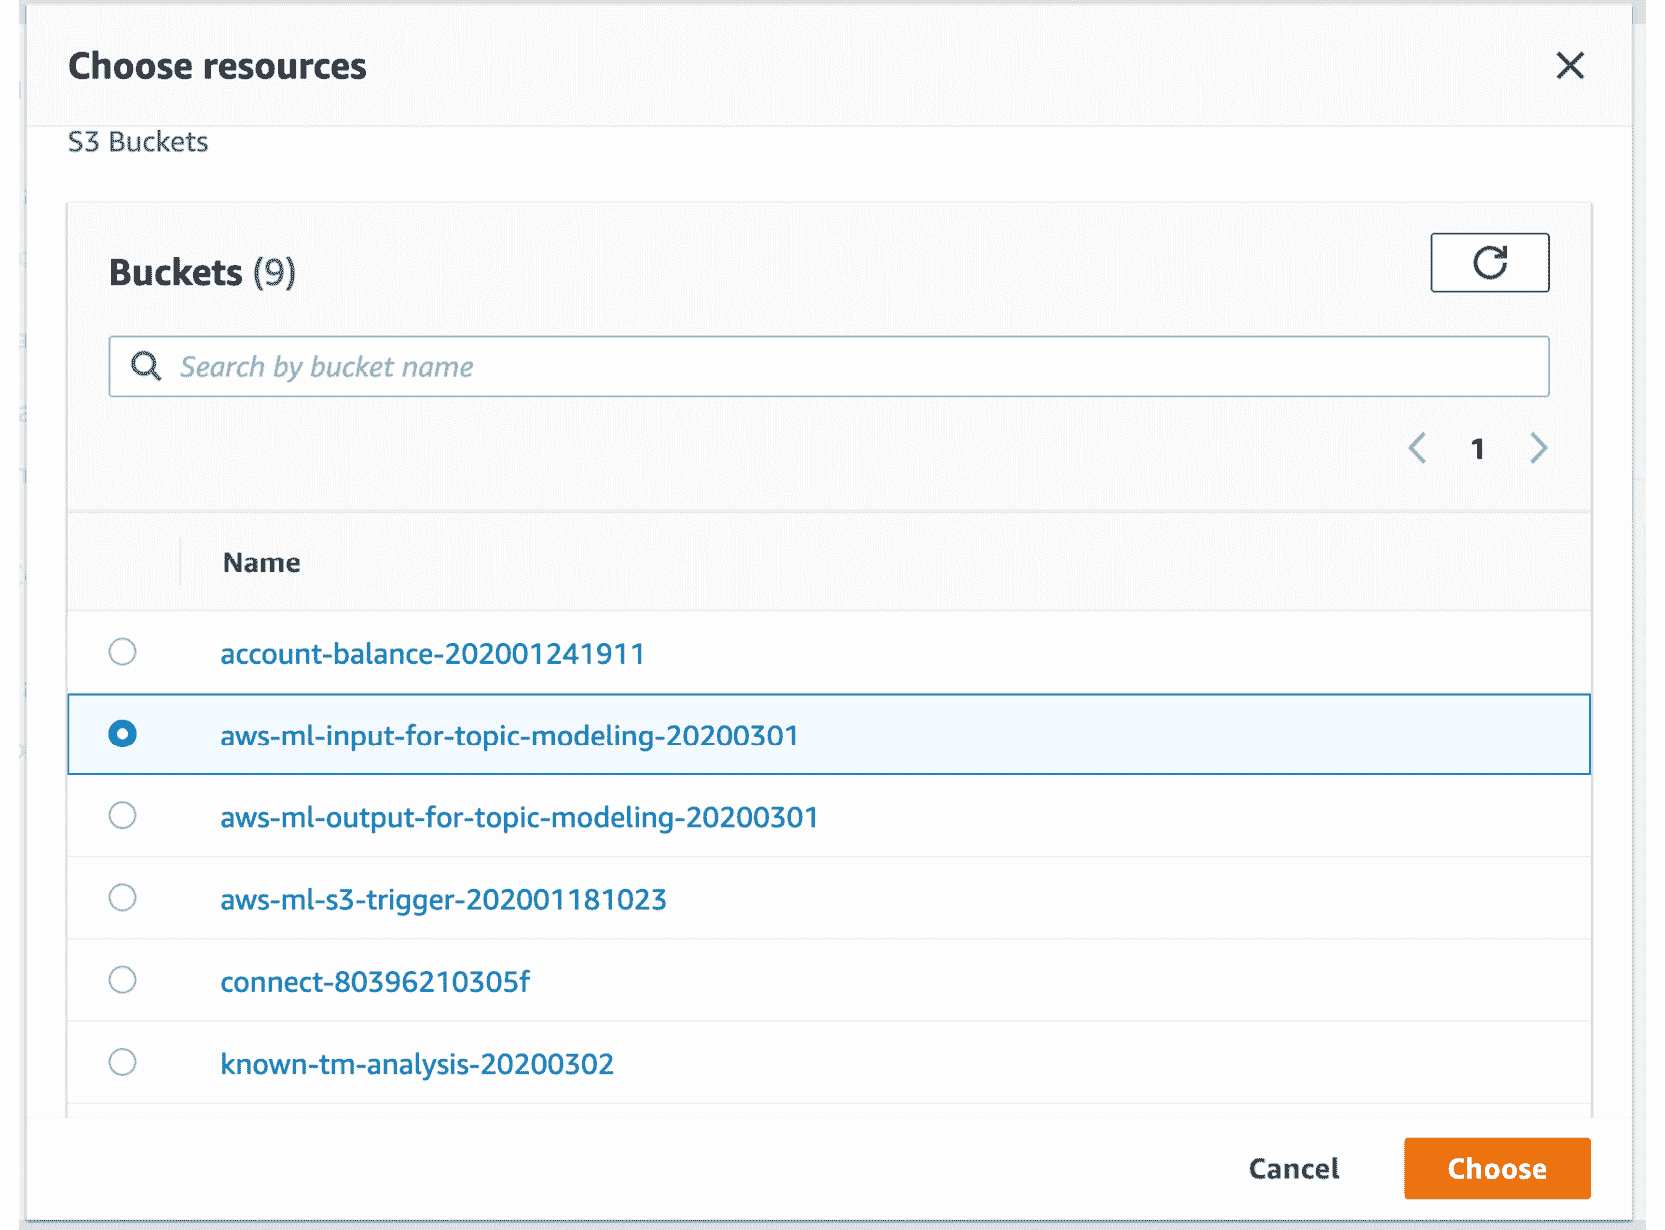 Choose resources
S3 Buckets
Buckets (9)
Search by bucket name
1
Name
account-balance-202001241911
aws-ml-input-for-topic-modeling-20200301
aws-ml-output-for-topic-modeling-20200301
aws-ml-s3-trigger-202001181023
connect-80396210305f
known-tm-analysis-20200302
Cancel
Choose